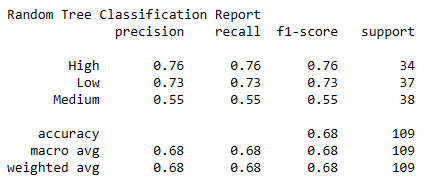 Random Tree Classification Report
precision recall f1-score support
High 0.76 0.76 0.76 34
Low 0.73 0.73 0.73 37
Medium 0.55 0.55 0.55 38
accuracy 0.68 109
macro avg 0.68 0.68 0.68 109
weighted avg 0.68 0.68 0.68 109